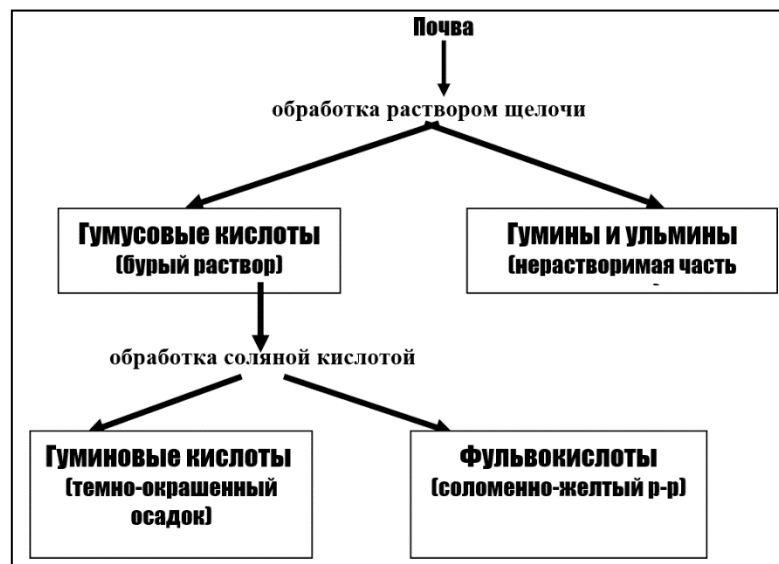 Почва
обработка раствором щелочи
Гумусовые кислоты
(бурый раствор)
Гумины и ульмины
(нерастворимая часть
обработка соляной кислотой
Гуминовые кислоты
(темно-окрашенный
осадок)
Фульвокислоты
(соломенно-желтый р-р)